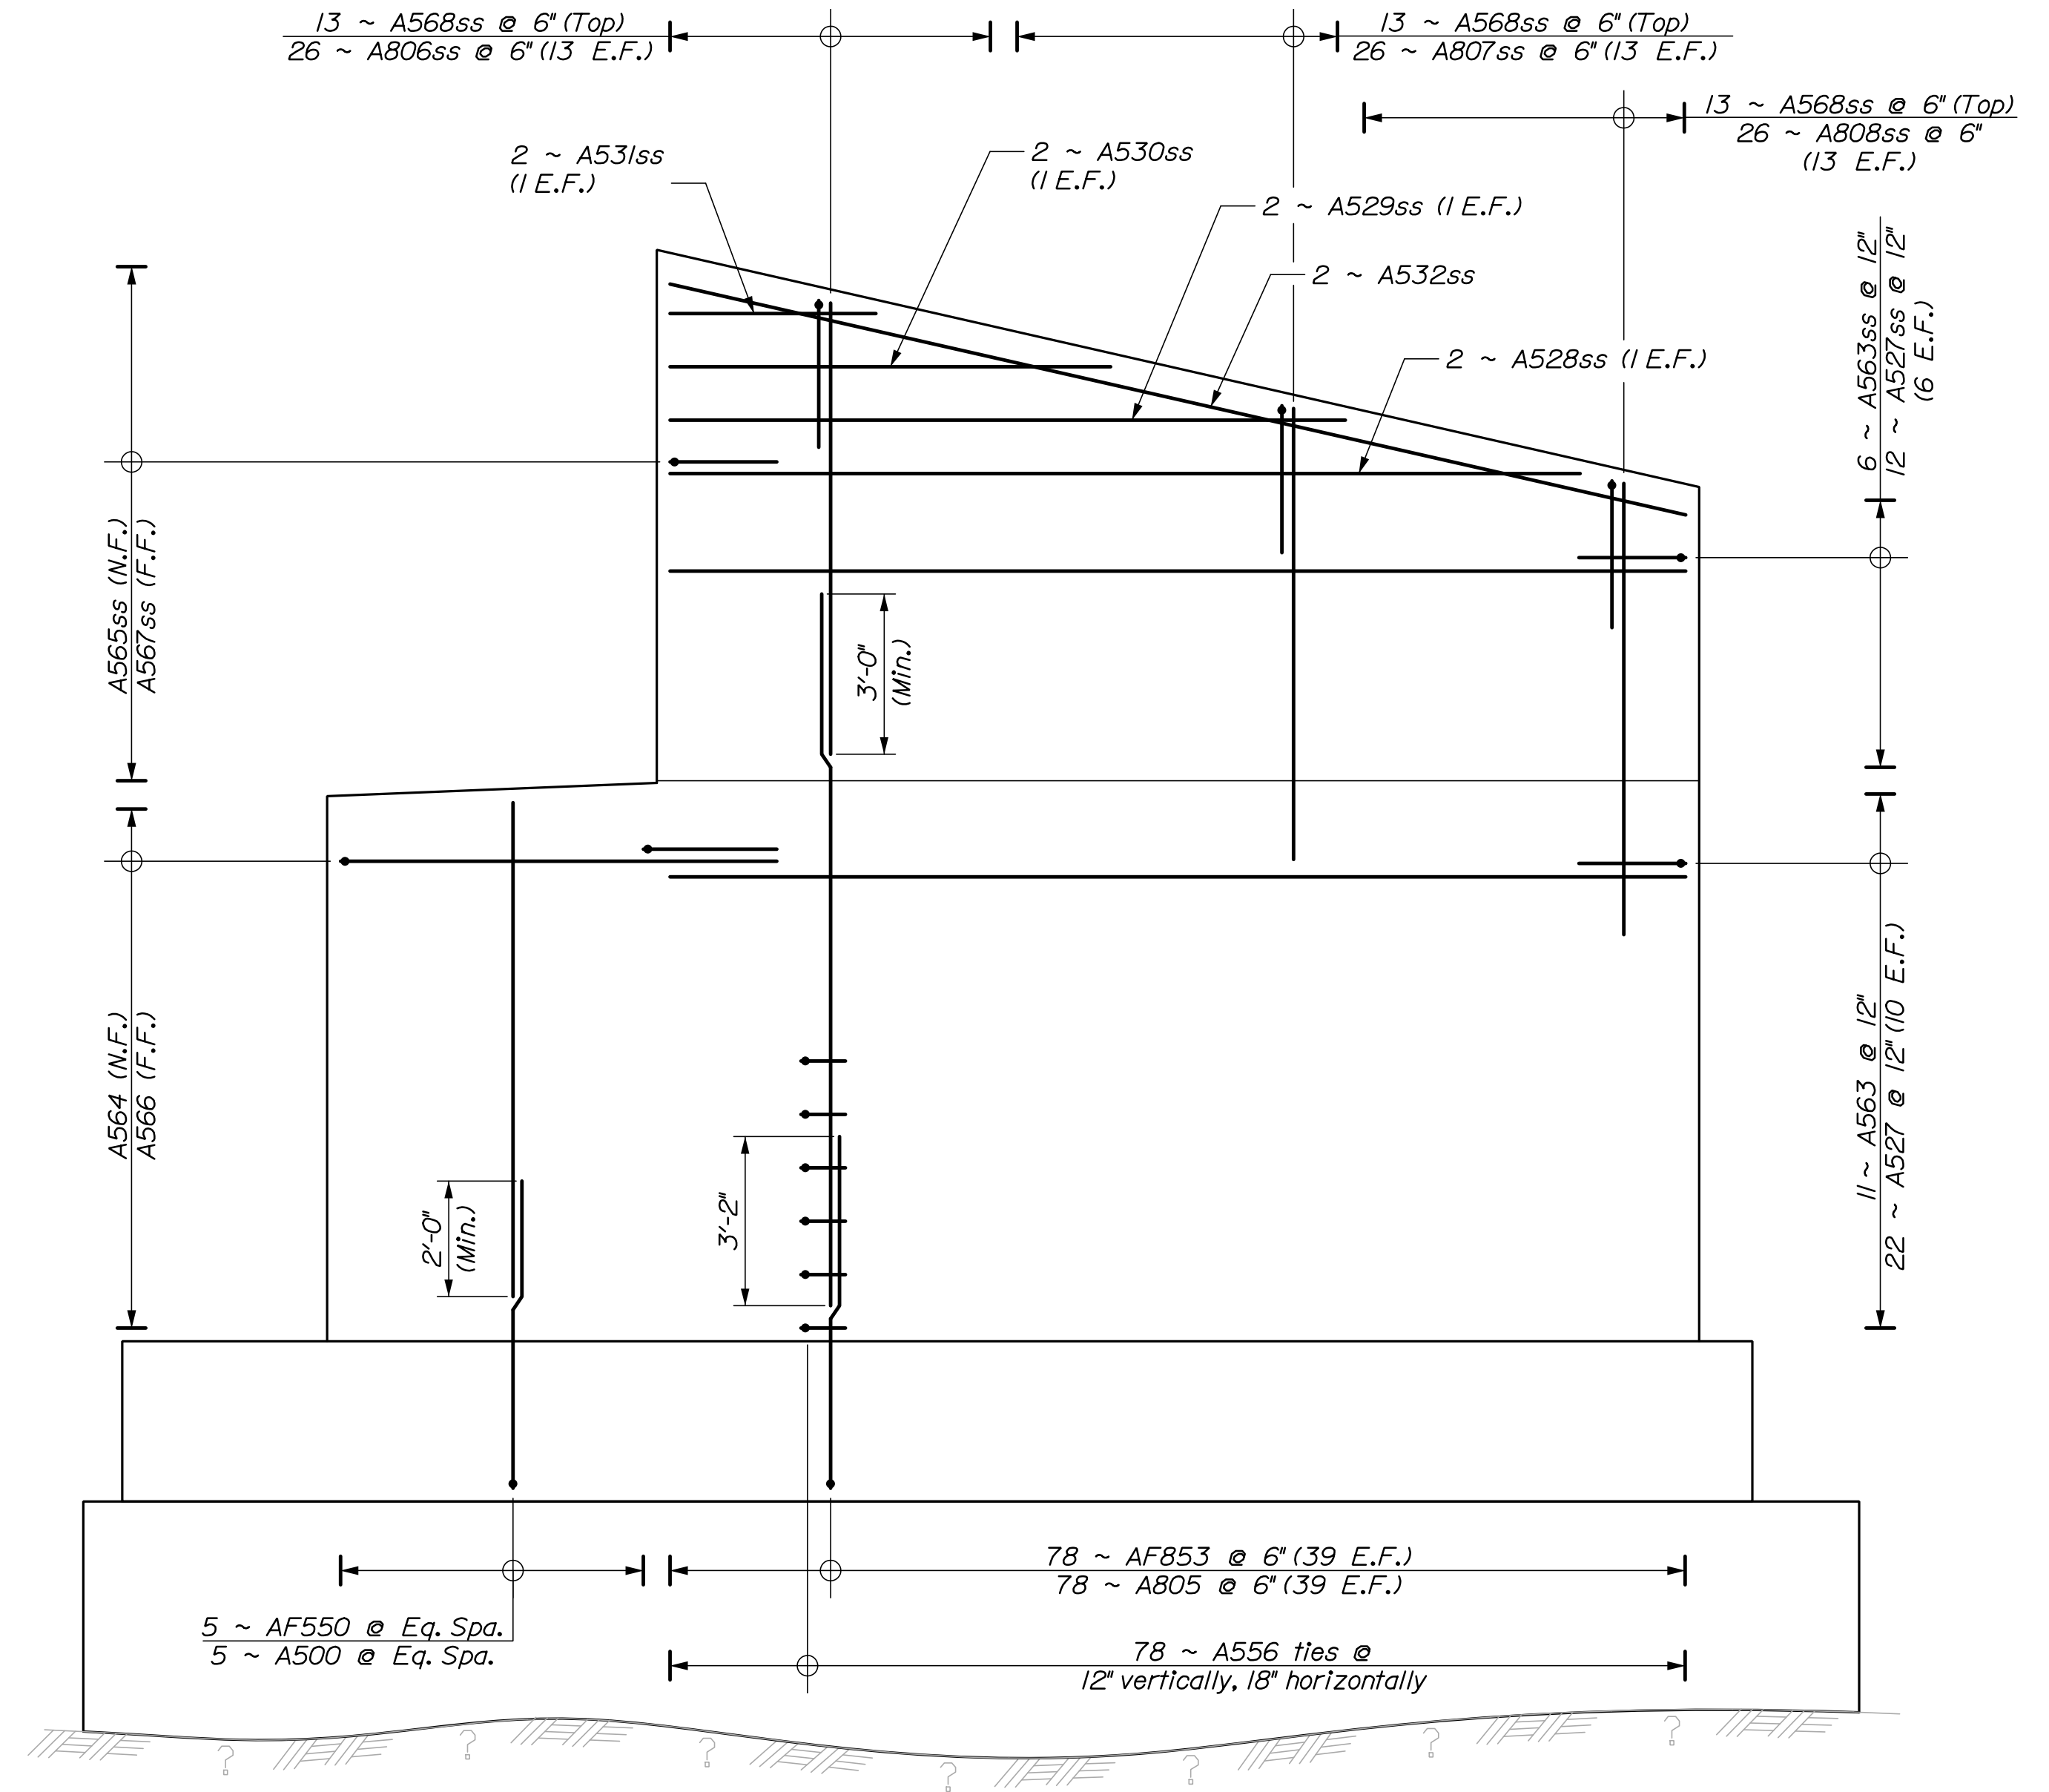 13 ~ A568ss @ 6" (Top)
26 ~ A806ss @ 6" (13 E.F.)
13 ~ A568ss @ 6" (Top)
26 ~ A807ss @ 6" (13 E.F.)
13 ~ A568ss @ 6" (Top)
26 ~ A808ss @ 6"
(13 E.F.)
2 ~ A531ss
(1 E.F.)
2 ~ A530ss
(1 E.F.)
2 ~ A529ss (1 E.F.)
2 ~ A532ss
2 ~ A528ss (1 E.F.)
6 ~ A563ss @ 12"
12 ~ A527ss @ 12"
(6 E.F.)
A565ss (N.F.)
A567ss (F.F.)
3'-0"
(Min.)
A564 (N.F.)
A566 (F.F.)
11 ~ A563 @ 12"
22 ~ A527 @ 12" (10 E.F.)
2'-0"
(Min.)
3'-2"
78 ~ AF853 @ 6" (39 E.F.)
78 ~ A805 @ 6" (39 E.F.)
5 ~ AF550 @ Eq. Spa.
5 ~ A500 @ Eq. Spa.
78 ~ A556 ties @
12" vertically, 18" horizontally
? ? ? ? ? ? ?